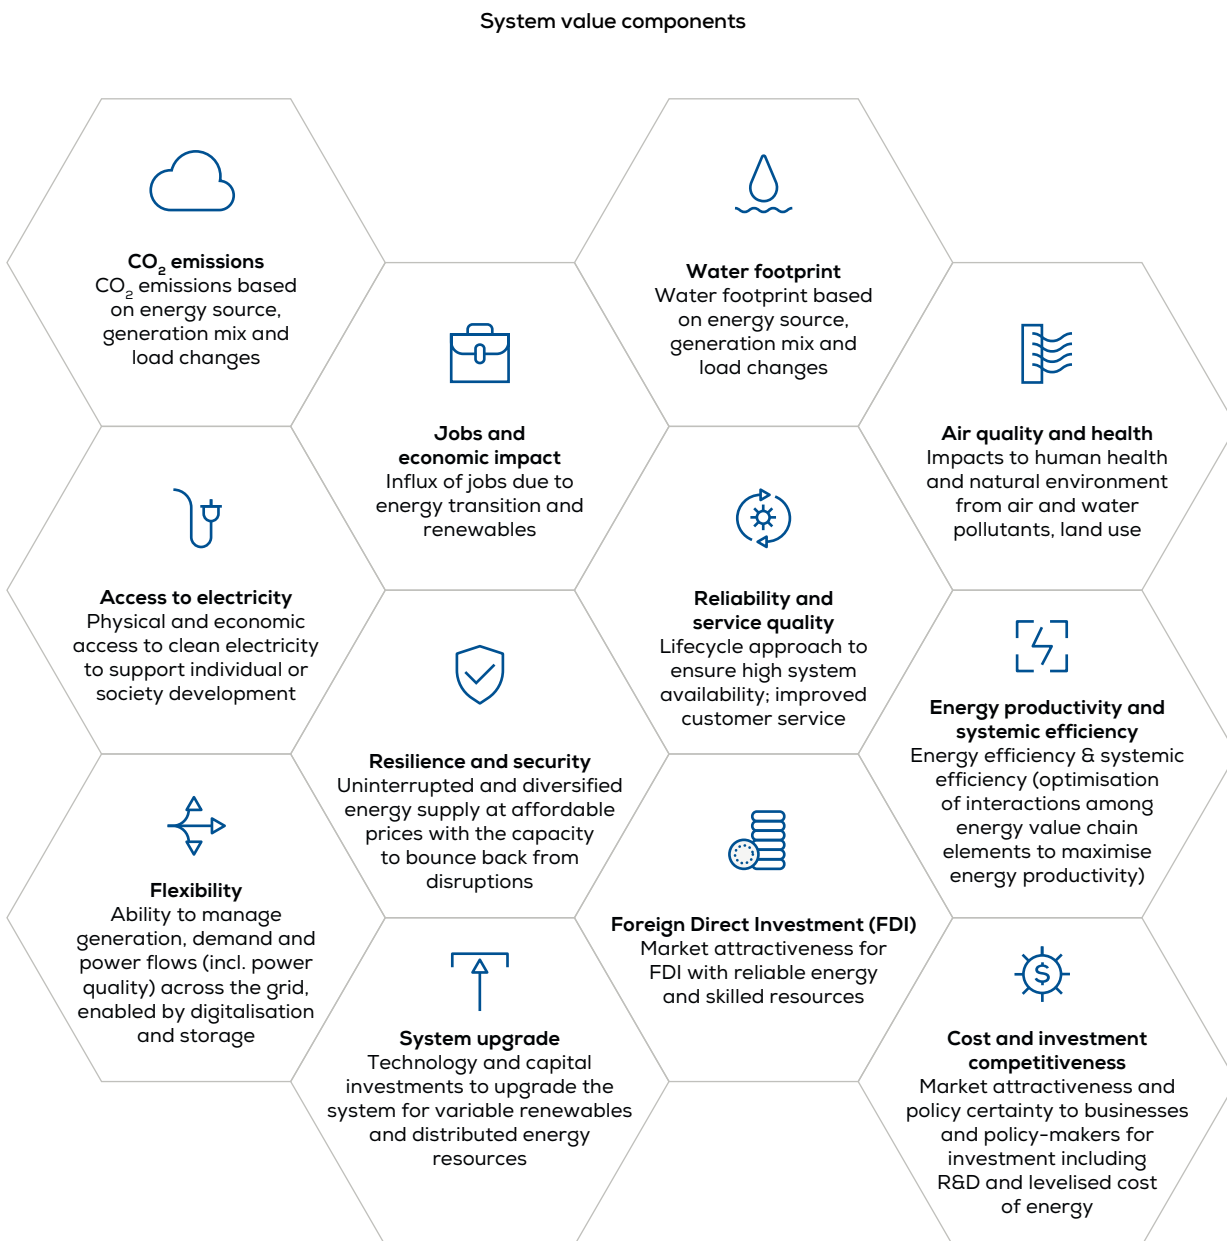 System value components
CO₂ emissions
CO₂ emissions based
on energy source,
generation mix and
load changes
Water footprint
Water footprint based
on energy source,
generation mix and
load changes
Jobs and
economic impact
Influx of jobs due to
energy transition and
renewables
Air quality and health
Impacts to human health
and natural environment
from air and water
pollutants, land use
Access to electricity
Physical and economic
access to clean electricity
to support individual or
society development
Reliability and
service quality
Lifecycle approach to
ensure high system
availability; improved
customer service
Resilience and security
Uninterrupted and diversified
energy supply at affordable
prices with the capacity
to bounce back from
disruptions
Energy productivity and
systemic efficiency
Energy efficiency & systemic
efficiency (optimisation
of interactions among
energy value chain
elements to maximise
energy productivity)
Flexibility
Ability to manage
generation, demand and
power flows (incl. power
quality) across the grid,
enabled by digitalisation
and storage
Foreign Direct Investment (FDI)
Market attractiveness for
FDI with reliable energy
and skilled resources
System upgrade
Technology and capital
investments to upgrade the
system for variable renewables
and distributed energy
resources
$
Cost and investment
competitiveness
Market attractiveness and
policy certainty to businesses
and policy-makers for
investment including
R&D and levelised cost
of energy